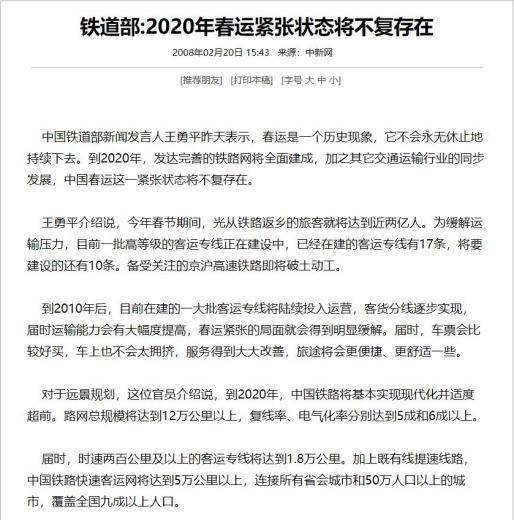 铁道部:2020年春运紧张状态将不复存在
2008年02月20日 15:43 来源：中新网
[推荐朋友] [打印本稿] [字号 大 中 小]
中国铁道部新闻发言人王勇平昨天表示，春运是一个历史现象，它不会永无休止地
持续下去。到2020年，发达完善的铁路网将全面建成，加之其它交通运输行业的同步
发展，中国春运这一紧张状态将不复存在。
王勇平介绍说，今年春节期间，光从铁路返乡的旅客就将达到近两亿人。为缓解运
输压力，目前一批高等级的客运专线正在建设中，已经在建的客运专线有17条，将要
建设的还有10条。备受关注的京沪高速铁路即将破土动工。
到2010年后，目前在建的一大批客运专线将陆续投入运营，客货分线逐步实现，
届时运输能力会有大幅度提高，春运紧张的局面就会得到明显缓解。届时，车票会比
较好买，车上也不会太拥挤，服务得到大大改善，旅途将会更便捷、更舒适一些。
对于远景规划，这位官员介绍说，到2020年，中国铁路将基本实现现代化并适度
超前。路网总规模将达到12万公里以上，复线率、电气化率分别达到5成和6成以上。
届时，时速两百公里及以上的客运专线将达到1.8万公里。加上既有线提速线路，
中国铁路快速客运网将达到5万公里以上，连接所有省会城市和50万人口以上的城
市，覆盖全国九成以上人口。